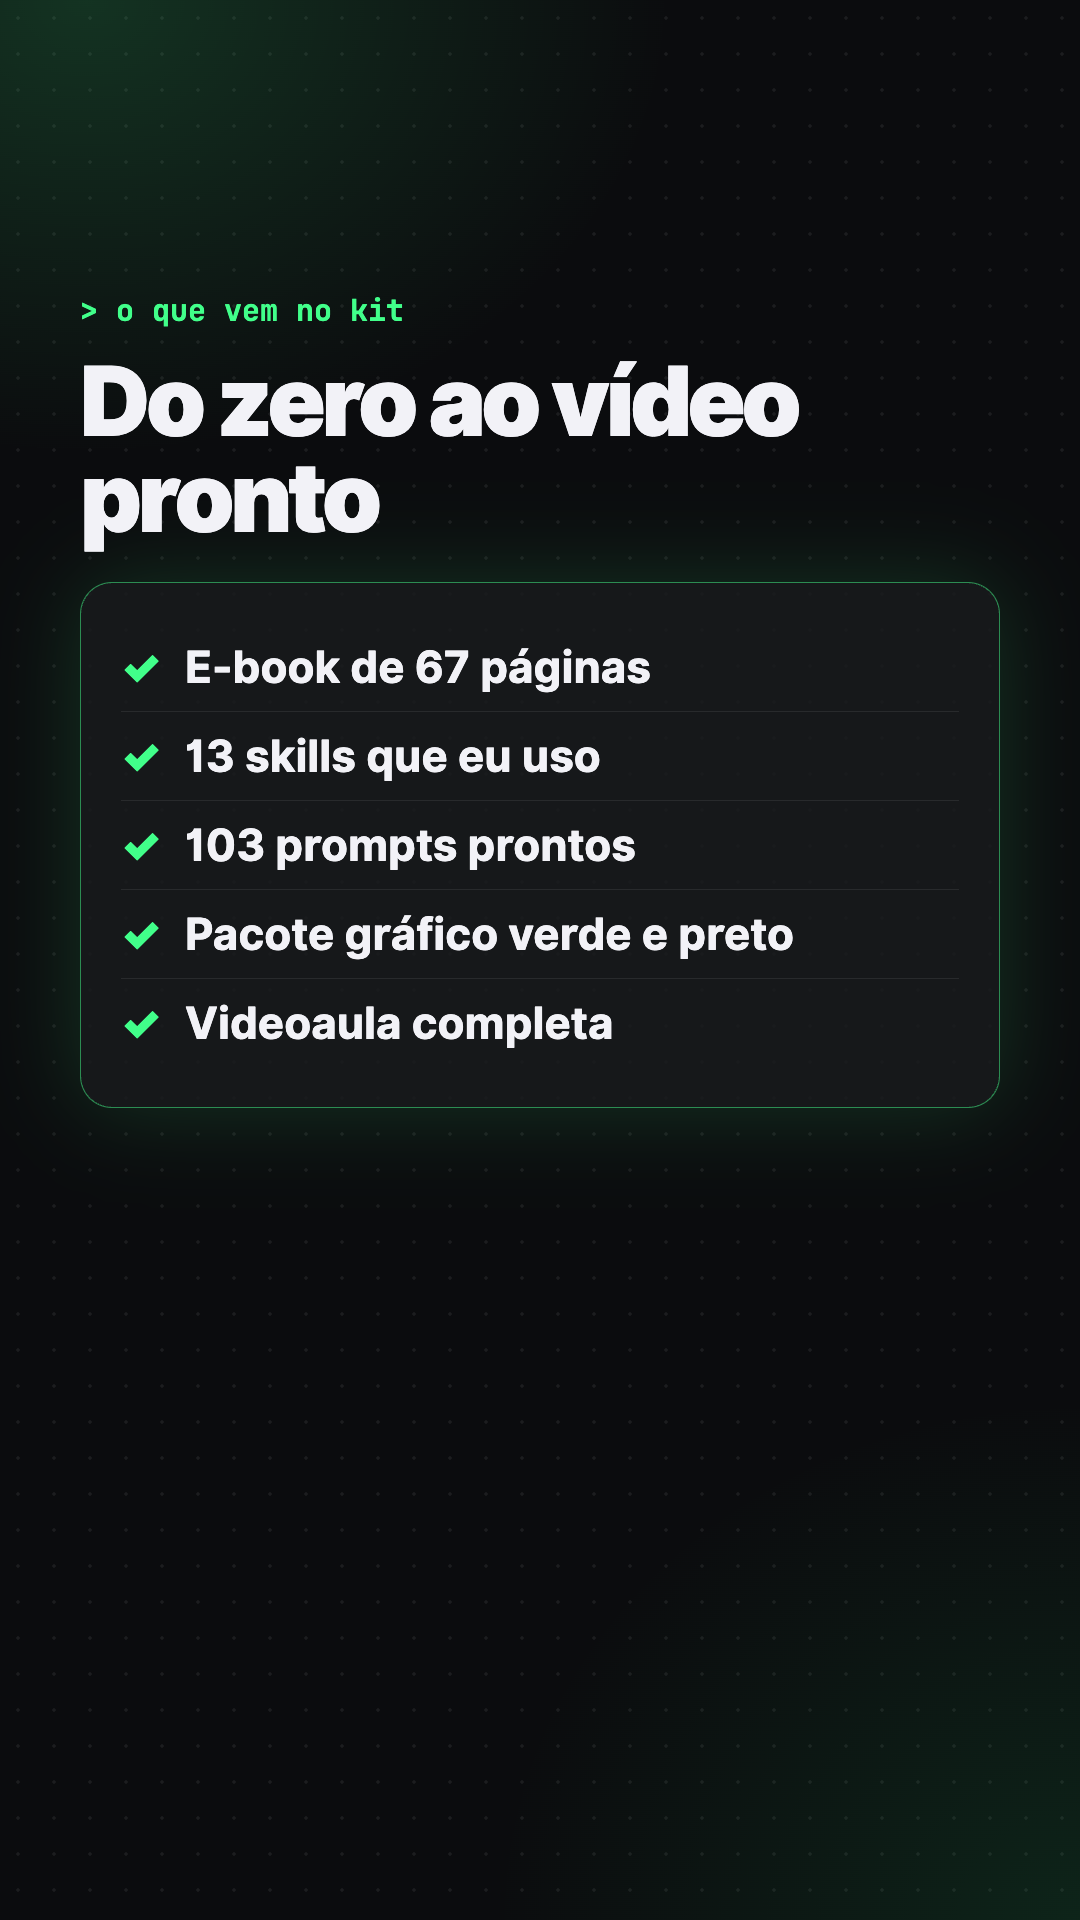 > o que vem no kit
Do zero ao vídeo
pronto
✔ E-book de 67 páginas
✔ 13 skills que eu uso
✔ 103 prompts prontos
✔ Pacote gráfico verde e preto
✔ Videoaula completa